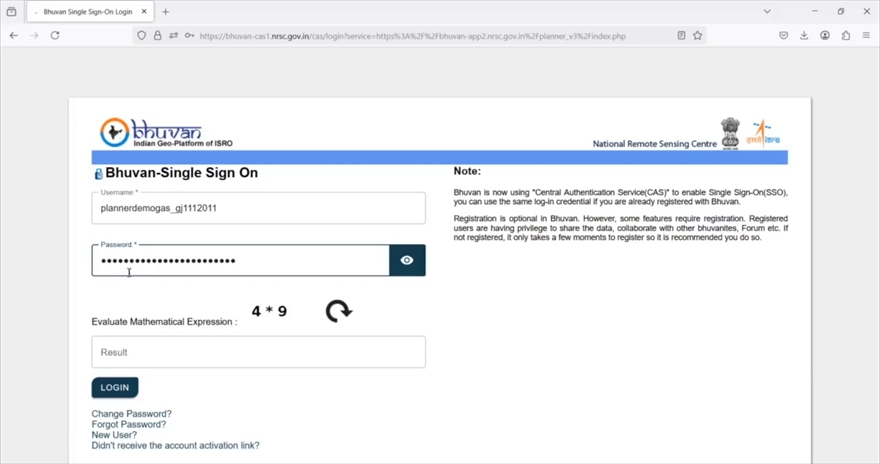 Bhuvan Single Sign-On Login
https://bhuvan-cas1.nrsc.gov.in/cas/login?service=https%3A%2F%2Fbhuvan-app2.nrsc.gov.in%2Fplanner_v3%2Findex.php
bhuvan
Indian Geo-Platform of ISRO
National Remote Sensing Centre
इसरो isro
Bhuvan-Single Sign On
Username:*
plannerdemogas_gj1112011
Password:*
Evaluate Mathematical Expression :
4 * 9
Result
LOGIN
Change Password?
Forgot Password?
New User?
Didn't receive the account activation link?
Note:
Bhuvan is now using "Central Authentication Service(CAS)" to enable Single Sign-On(SSO),
you can use the same log-in credential if you are already registered with Bhuvan.
Registration is optional in Bhuvan. However, some features require registration. Registered
users are having privilege to share the data, collaborate with other bhuvanites, Forum etc. If
not registered, it only takes a few moments to register so it is recommended you do so.